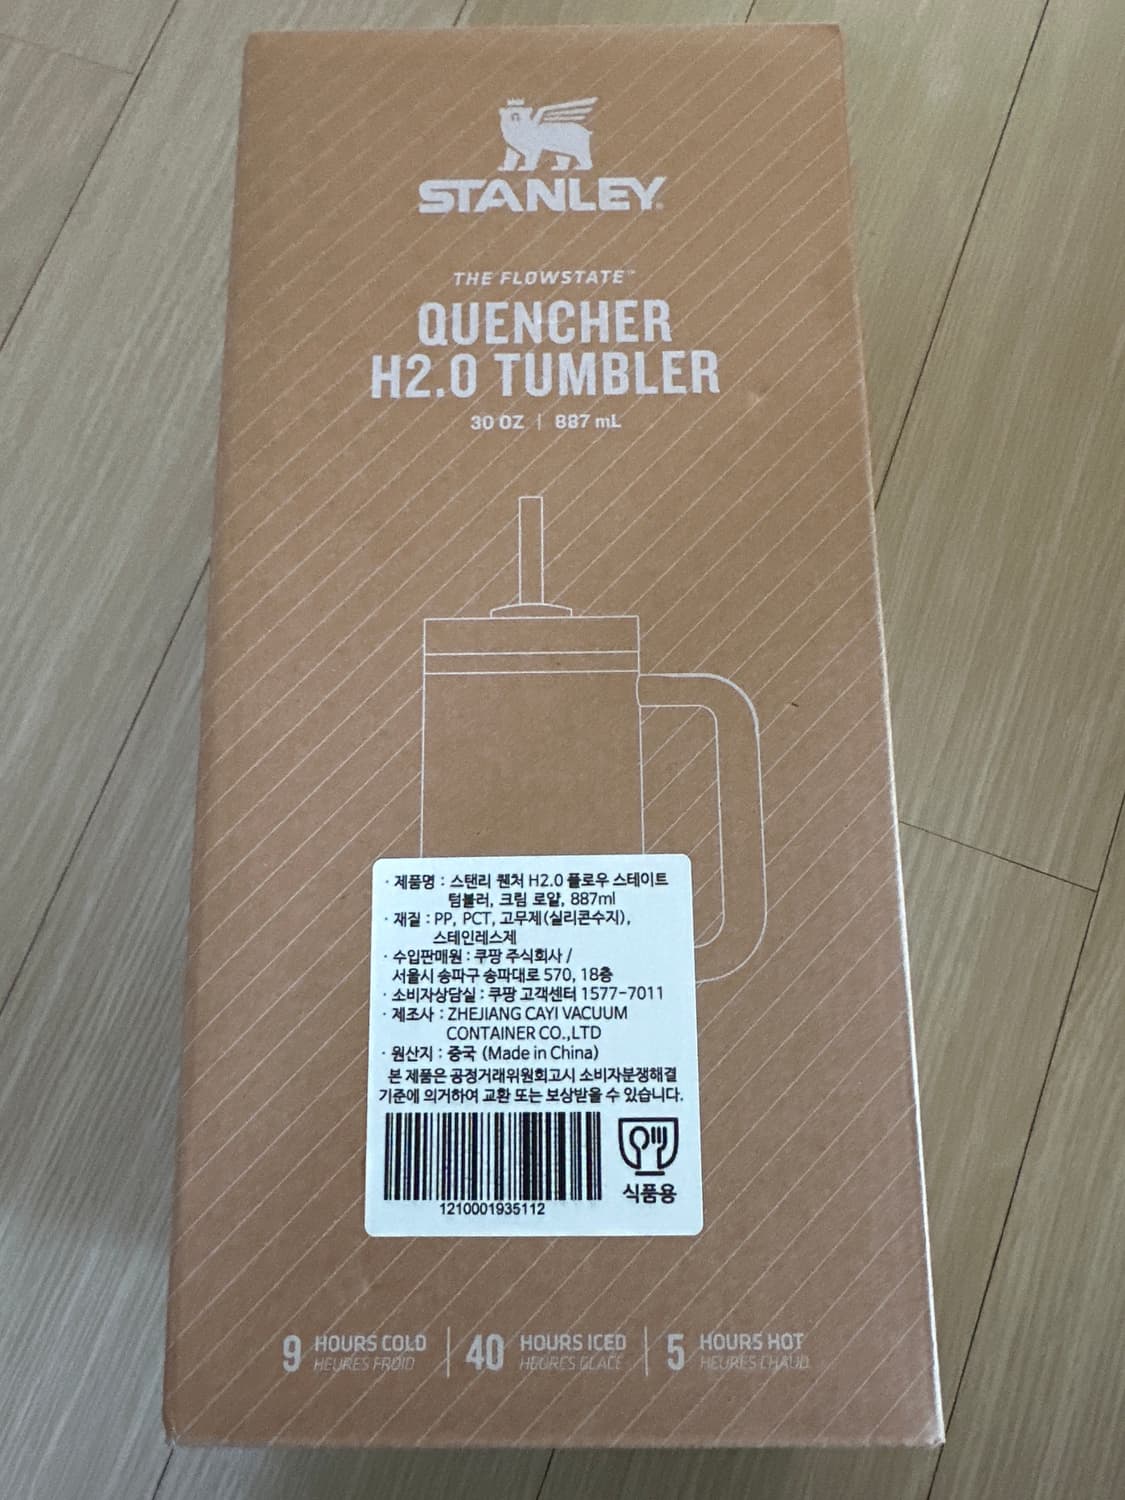 STANLEY
THE FLOWSTATE™
QUENCHER
H2.0 TUMBLER
30 OZ | 887 mL
· 제품명 : 스탠리 퀜처 H2.0 플로우 스테이트
텀블러, 크림 로얄, 887ml
· 재질 : PP, PCT, 고무제(실리콘수지),
스테인레스제
· 수입판매원 : 쿠팡 주식회사 /
서울시 송파구 송파대로 570, 18층
· 소비자상담실 : 쿠팡 고객센터 1577-7011
· 제조사 : ZHEJIANG CAYI VACUUM
CONTAINER CO.,LTD
· 원산지 : 중국 (Made in China)
본 제품은 공정거래위원회고시 소비자분쟁해결
기준에 의거하여 교환 또는 보상받을 수 있습니다.
1210001935112
식품용
9 HOURS COLD | 40 HOURS ICED | 5 HOURS HOT
HEURES FROID HEURES GLACÉ HEURES CHAUD